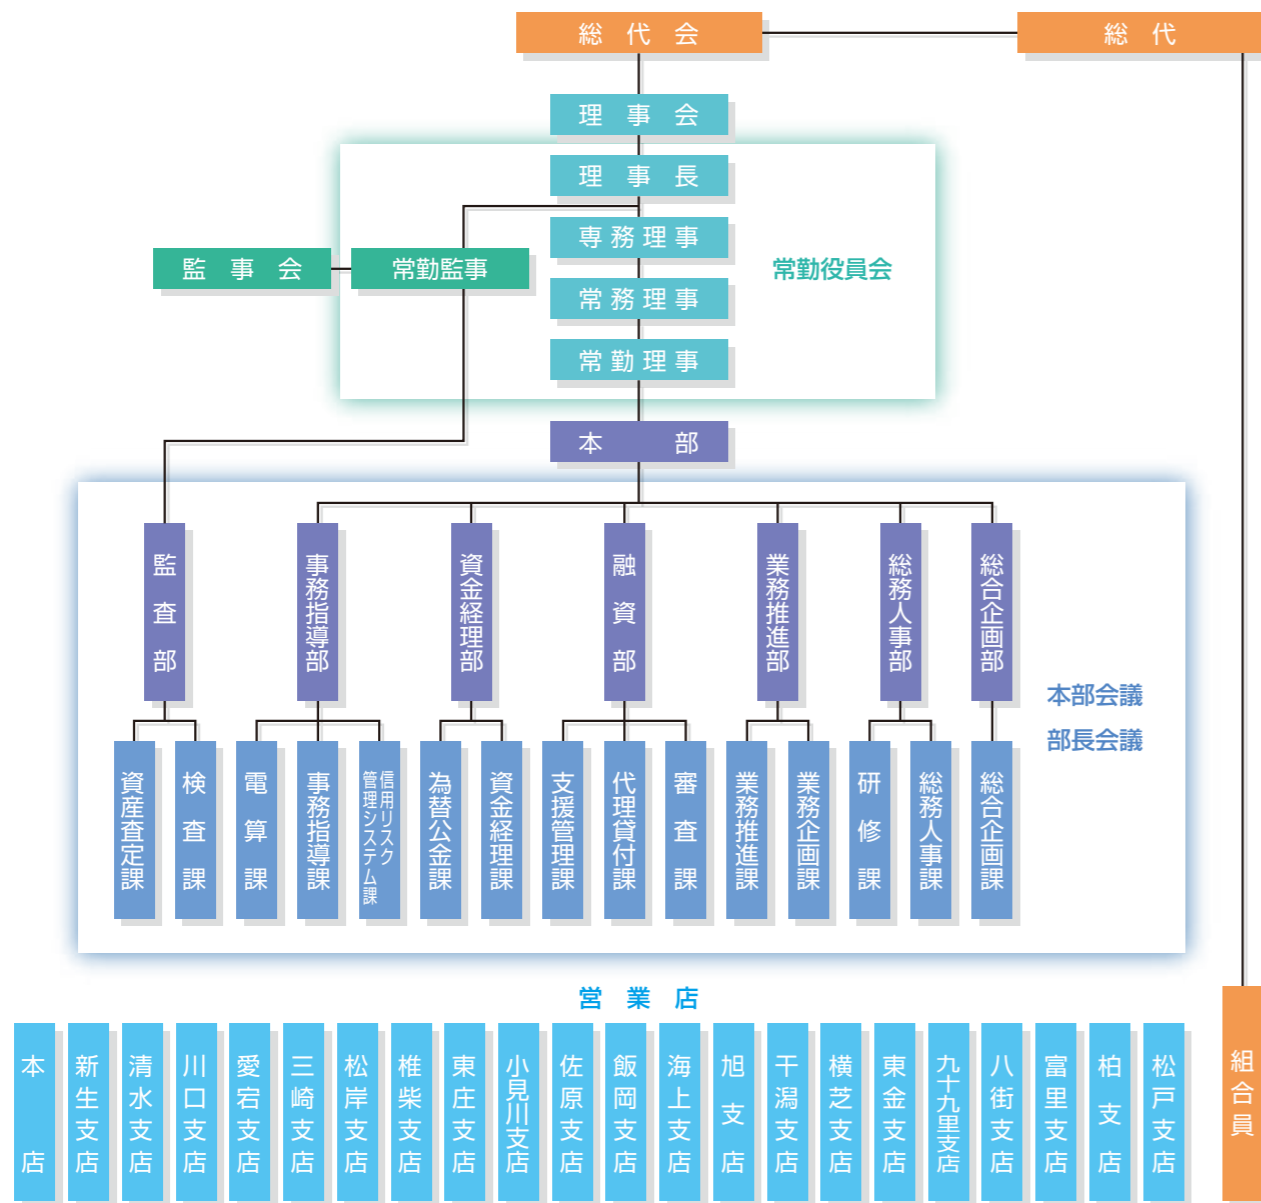 総代会
総代
理事会
理事長
専務理事
監事会
常勤監事
常勤役員会
常務理事
常勤理事
本部
監査部
事務指導部
資金経理部
融資部
業務推進部
総務人事部
総合企画部
本部会議
部長会議
資産査定課
検査課
電算課
事務指導課
信用リスク
管理システム課
為替公金課
資金経理課
支援管理課
代理貸付課
審査課
業務推進課
業務企画課
研修課
総務人事課
総合企画課
営業店
本店
新生支店
清水支店
川口支店
愛宕支店
三崎支店
松岸支店
椎柴支店
東庄支店
小見川支店
佐原支店
飯岡支店
海上支店
旭支店
干潟支店
横芝支店
東金支店
九十九里支店
八街支店
富里支店
柏支店
松戸支店
組合員